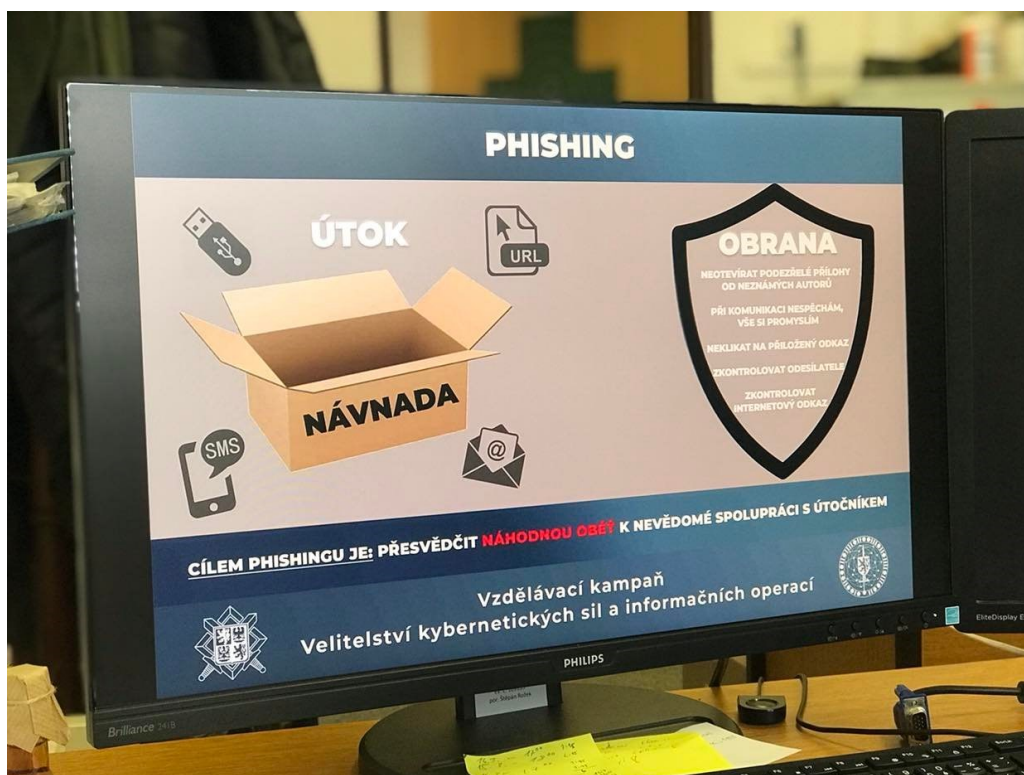 PHISHING
ÚTOK
URL
NÁVNADA
SMS
@
OBRANA
NEOTEVÍRAT PODEZŘELÉ PŘÍLOHY
OD NEZNÁMÝCH AUTORŮ
PŘI KOMUNIKACI NESPĚCHÁM,
VŠE SI PROMYSLÍM
NEKLIKAT NA PŘILOŽENÝ ODKAZ
ZKONTROLOVAT ODESÍLATELE
ZKONTROLOVAT
INTERNETOVÝ ODKAZ
CÍLEM PHISHINGU JE: PŘESVĚDČIT NÁHODNOU OBĚŤ K NEVĚDOMÉ SPOLUPRÁCI S ÚTOČNÍKEM
Vzdělávací kampaň
Velitelství kybernetických sil a informačních operací
PHILIPS
Brilliance 241B
EliteDisplay